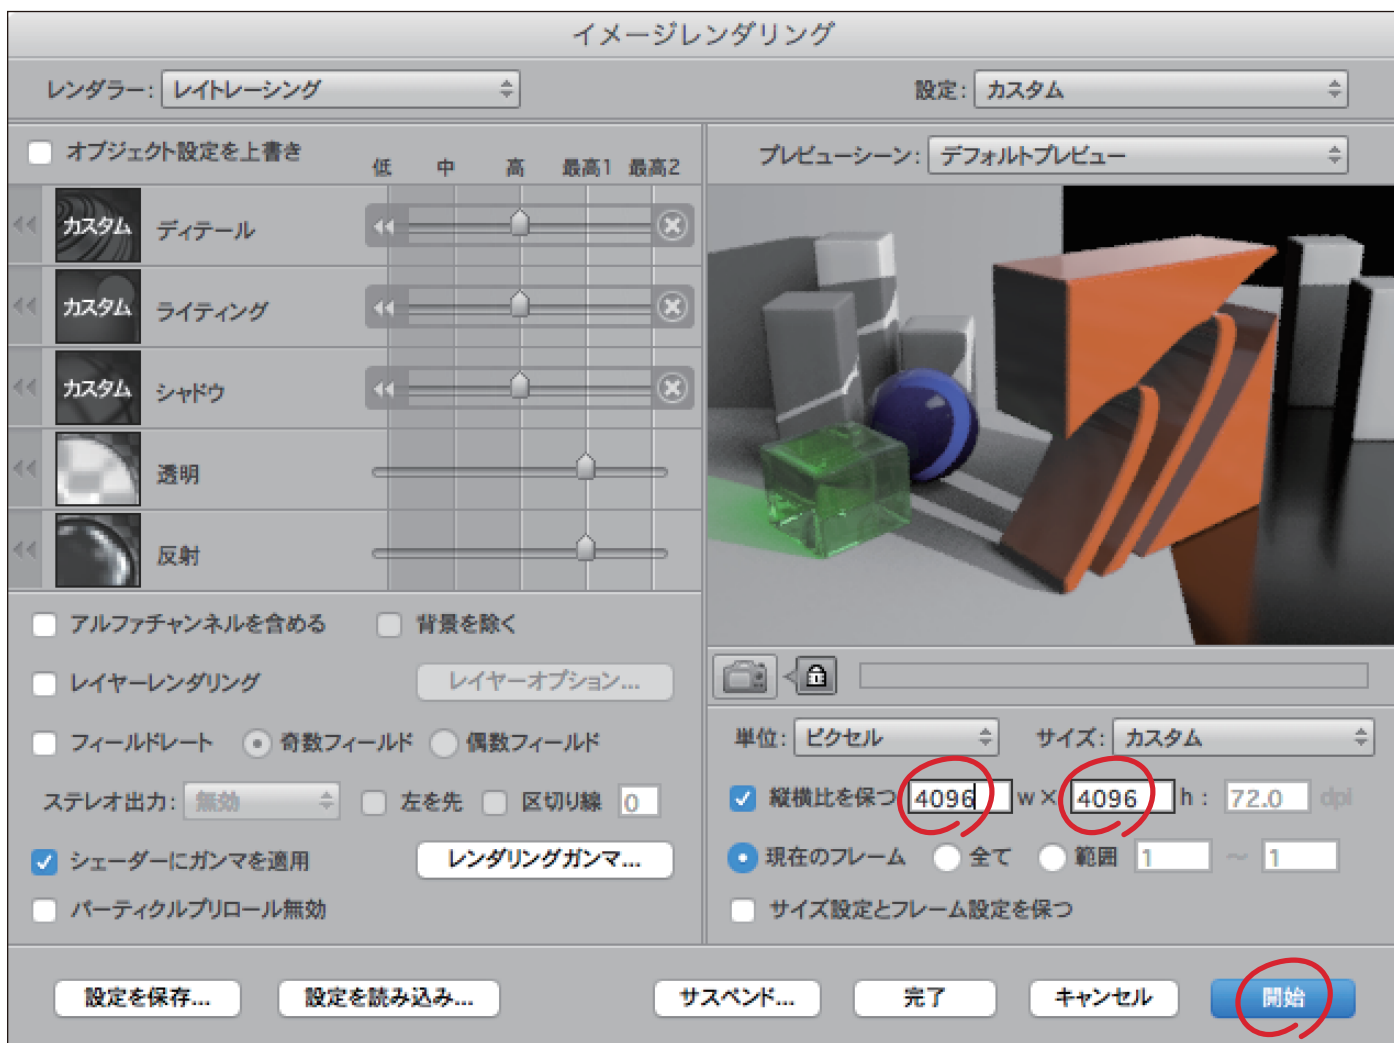 イメージレンダリング
レンダラー: レイトレーシング
設定: カスタム
オブジェクト設定を上書き
低 中 高 最高1 最高2
カスタム ディテール
カスタム ライティング
カスタム シャドウ
透明
反射
アルファチャンネルを含める 背景を除く
レイヤーレンダリング レイヤーオプション...
フィールドレート 奇数フィールド 偶数フィールド
ステレオ出力: 無効 左を先 区切り線 0
シェーダーにガンマを適用 レンダリングガンマ...
パーティクルプリロール無効
プレビューシーン: デフォルトプレビュー
単位: ピクセル サイズ: カスタム
縦横比を保つ 4096 w × 4096 h : 72.0 dpi
現在のフレーム 全て 範囲 1 ~ 1
サイズ設定とフレーム設定を保つ
設定を保存... 設定を読み込み... サスペンド... 完了 キャンセル 開始